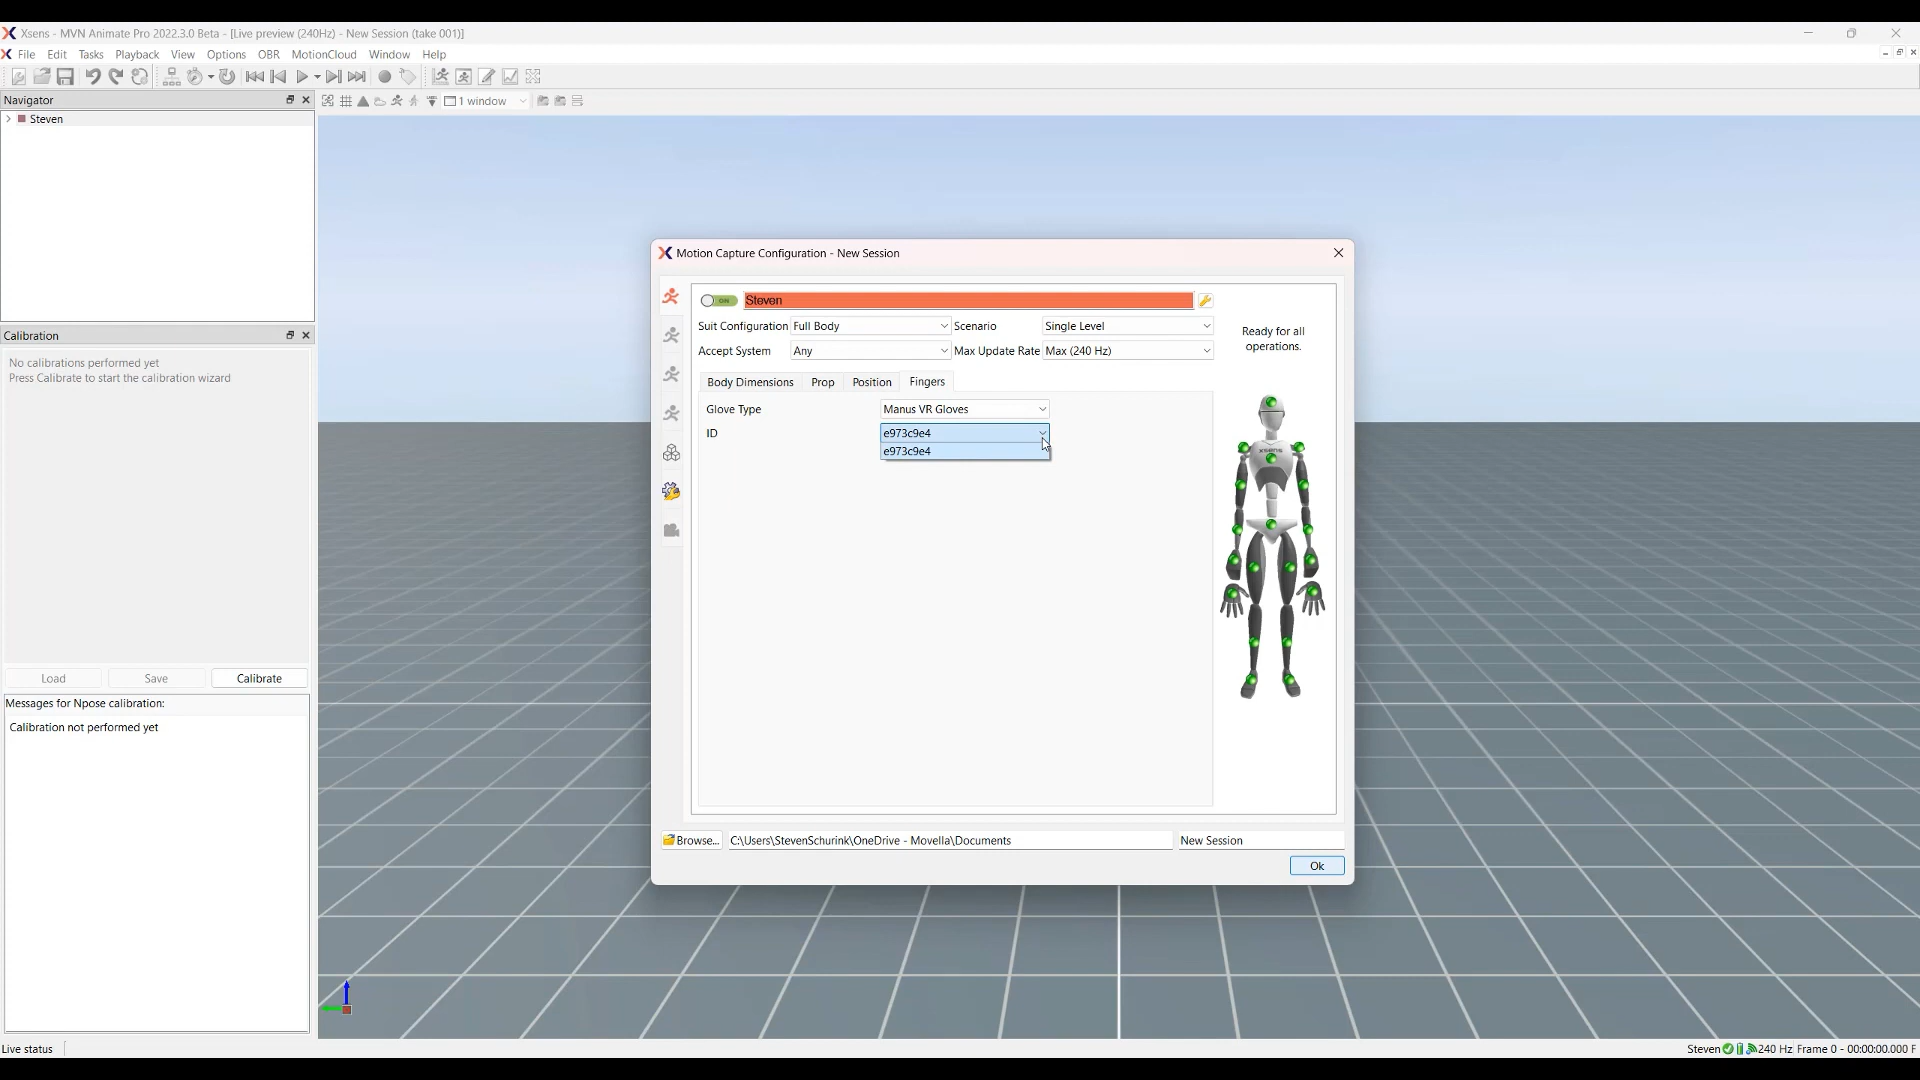 Xsens - MVN Animate Pro 2022.3.0 Beta - [Live preview (240Hz) - New Session (take 001)]
File Edit Tasks Playback View Options OBR MotionCloud Window Help
Navigator
1 window
Steven
Calibration
No calibrations performed yet
Press Calibrate to start the calibration wizard
Load Save Calibrate
Messages for Npose calibration:
Calibration not performed yet
Motion Capture Configuration - New Session
Steven
Suit Configuration Full Body Scenario Single Level
Accept System Any Max Update Rate Max (240 Hz)
Body Dimensions Prop Position Fingers
Glove Type Manus VR Gloves
ID e973c9e4
e973c9e4
Ready for all
operations.
Browse... C:\Users\StevenSchurink\OneDrive - Movella\Documents New Session
Ok
Live status
Steven 240 Hz Frame 0 - 00:00:00.000 F